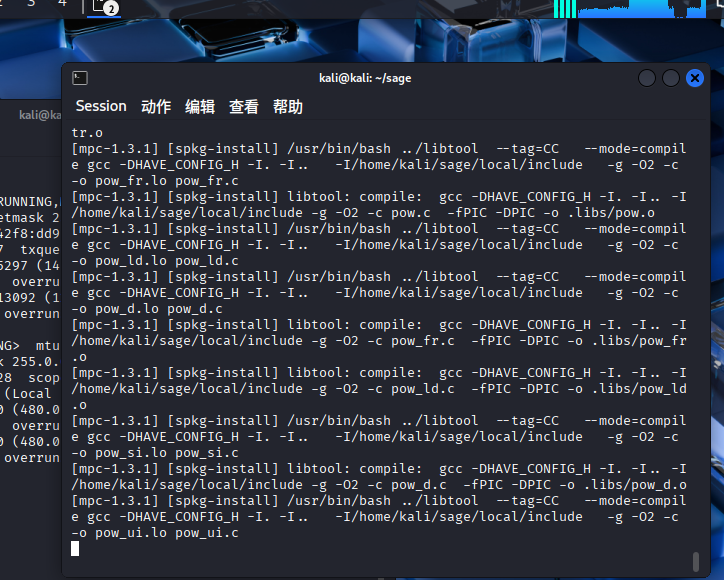 3 4 2
kali@kali: ~/sage
Session 动作 编辑 查看 帮助
kali@ka
RUNNING,
etmask 2
42f8:dd9
7 txque
6297 (14
overru
13092 (1
overrun
NG> mtu
k 255.0.
28 scop
(Local
0 (480.0
overru
0 (480.0
overrun
tr.o
[mpc-1.3.1] [spkg-install] /usr/bin/bash ../libtool --tag=CC --mode=compil
e gcc -DHAVE_CONFIG_H -I. -I.. -I/home/kali/sage/local/include -g -O2 -c
-o pow_fr.lo pow_fr.c
[mpc-1.3.1] [spkg-install] libtool: compile: gcc -DHAVE_CONFIG_H -I. -I.. -I
/home/kali/sage/local/include -g -O2 -c pow.c -fPIC -DPIC -o .libs/pow.o
[mpc-1.3.1] [spkg-install] /usr/bin/bash ../libtool --tag=CC --mode=compil
e gcc -DHAVE_CONFIG_H -I. -I.. -I/home/kali/sage/local/include -g -O2 -c
-o pow_ld.lo pow_ld.c
[mpc-1.3.1] [spkg-install] /usr/bin/bash ../libtool --tag=CC --mode=compil
e gcc -DHAVE_CONFIG_H -I. -I.. -I/home/kali/sage/local/include -g -O2 -c
-o pow_d.lo pow_d.c
[mpc-1.3.1] [spkg-install] libtool: compile: gcc -DHAVE_CONFIG_H -I. -I.. -I
/home/kali/sage/local/include -g -O2 -c pow_fr.c -fPIC -DPIC -o .libs/pow_fr
.o
[mpc-1.3.1] [spkg-install] libtool: compile: gcc -DHAVE_CONFIG_H -I. -I.. -I
/home/kali/sage/local/include -g -O2 -c pow_ld.c -fPIC -DPIC -o .libs/pow_ld
.o
[mpc-1.3.1] [spkg-install] /usr/bin/bash ../libtool --tag=CC --mode=compil
e gcc -DHAVE_CONFIG_H -I. -I.. -I/home/kali/sage/local/include -g -O2 -c
-o pow_si.lo pow_si.c
[mpc-1.3.1] [spkg-install] libtool: compile: gcc -DHAVE_CONFIG_H -I. -I.. -I
/home/kali/sage/local/include -g -O2 -c pow_d.c -fPIC -DPIC -o .libs/pow_d.o
[mpc-1.3.1] [spkg-install] /usr/bin/bash ../libtool --tag=CC --mode=compil
e gcc -DHAVE_CONFIG_H -I. -I.. -I/home/kali/sage/local/include -g -O2 -c
-o pow_ui.lo pow_ui.c